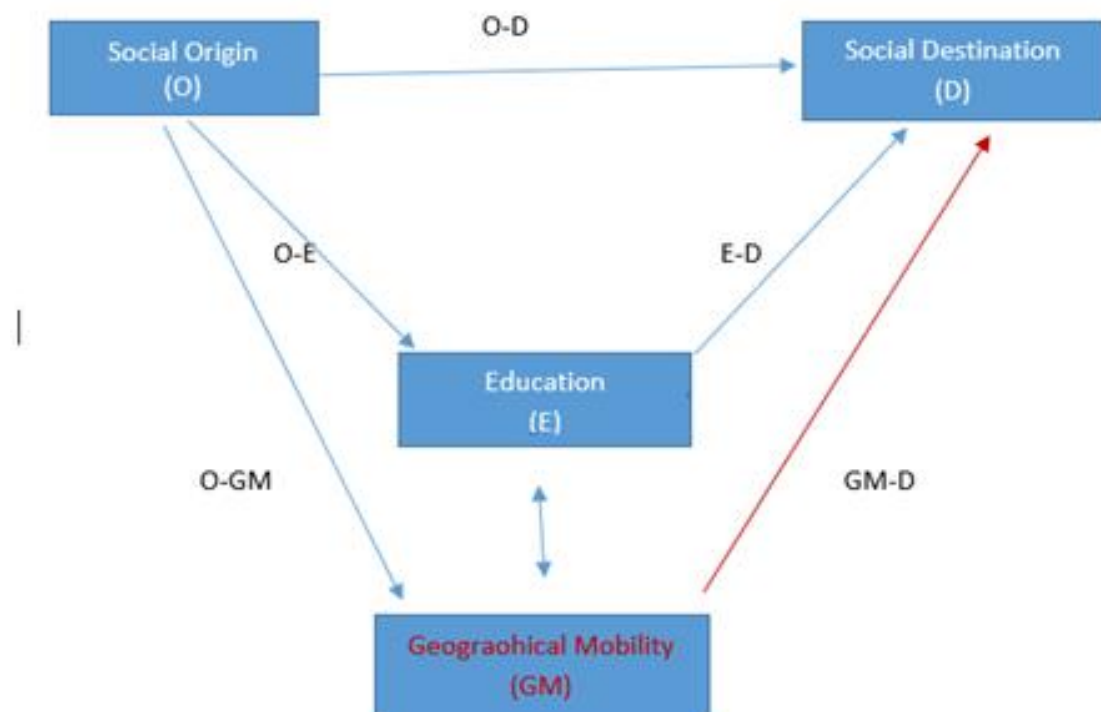 O-D
Social Origin
(O)
Social Destination
(D)
O-E
E-D
Education
(E)
O-GM
GM-D
Geograohical Mobility
(GM)